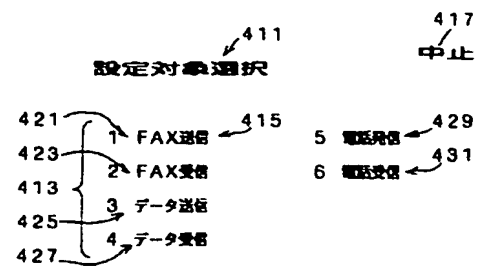 411
417
設定対象選択
中止
421
1 FAX送信
415
5 電話発信
429
423
2 FAX受信
6 電話受信
431
413
3 データ送信
425
4 データ受信
427